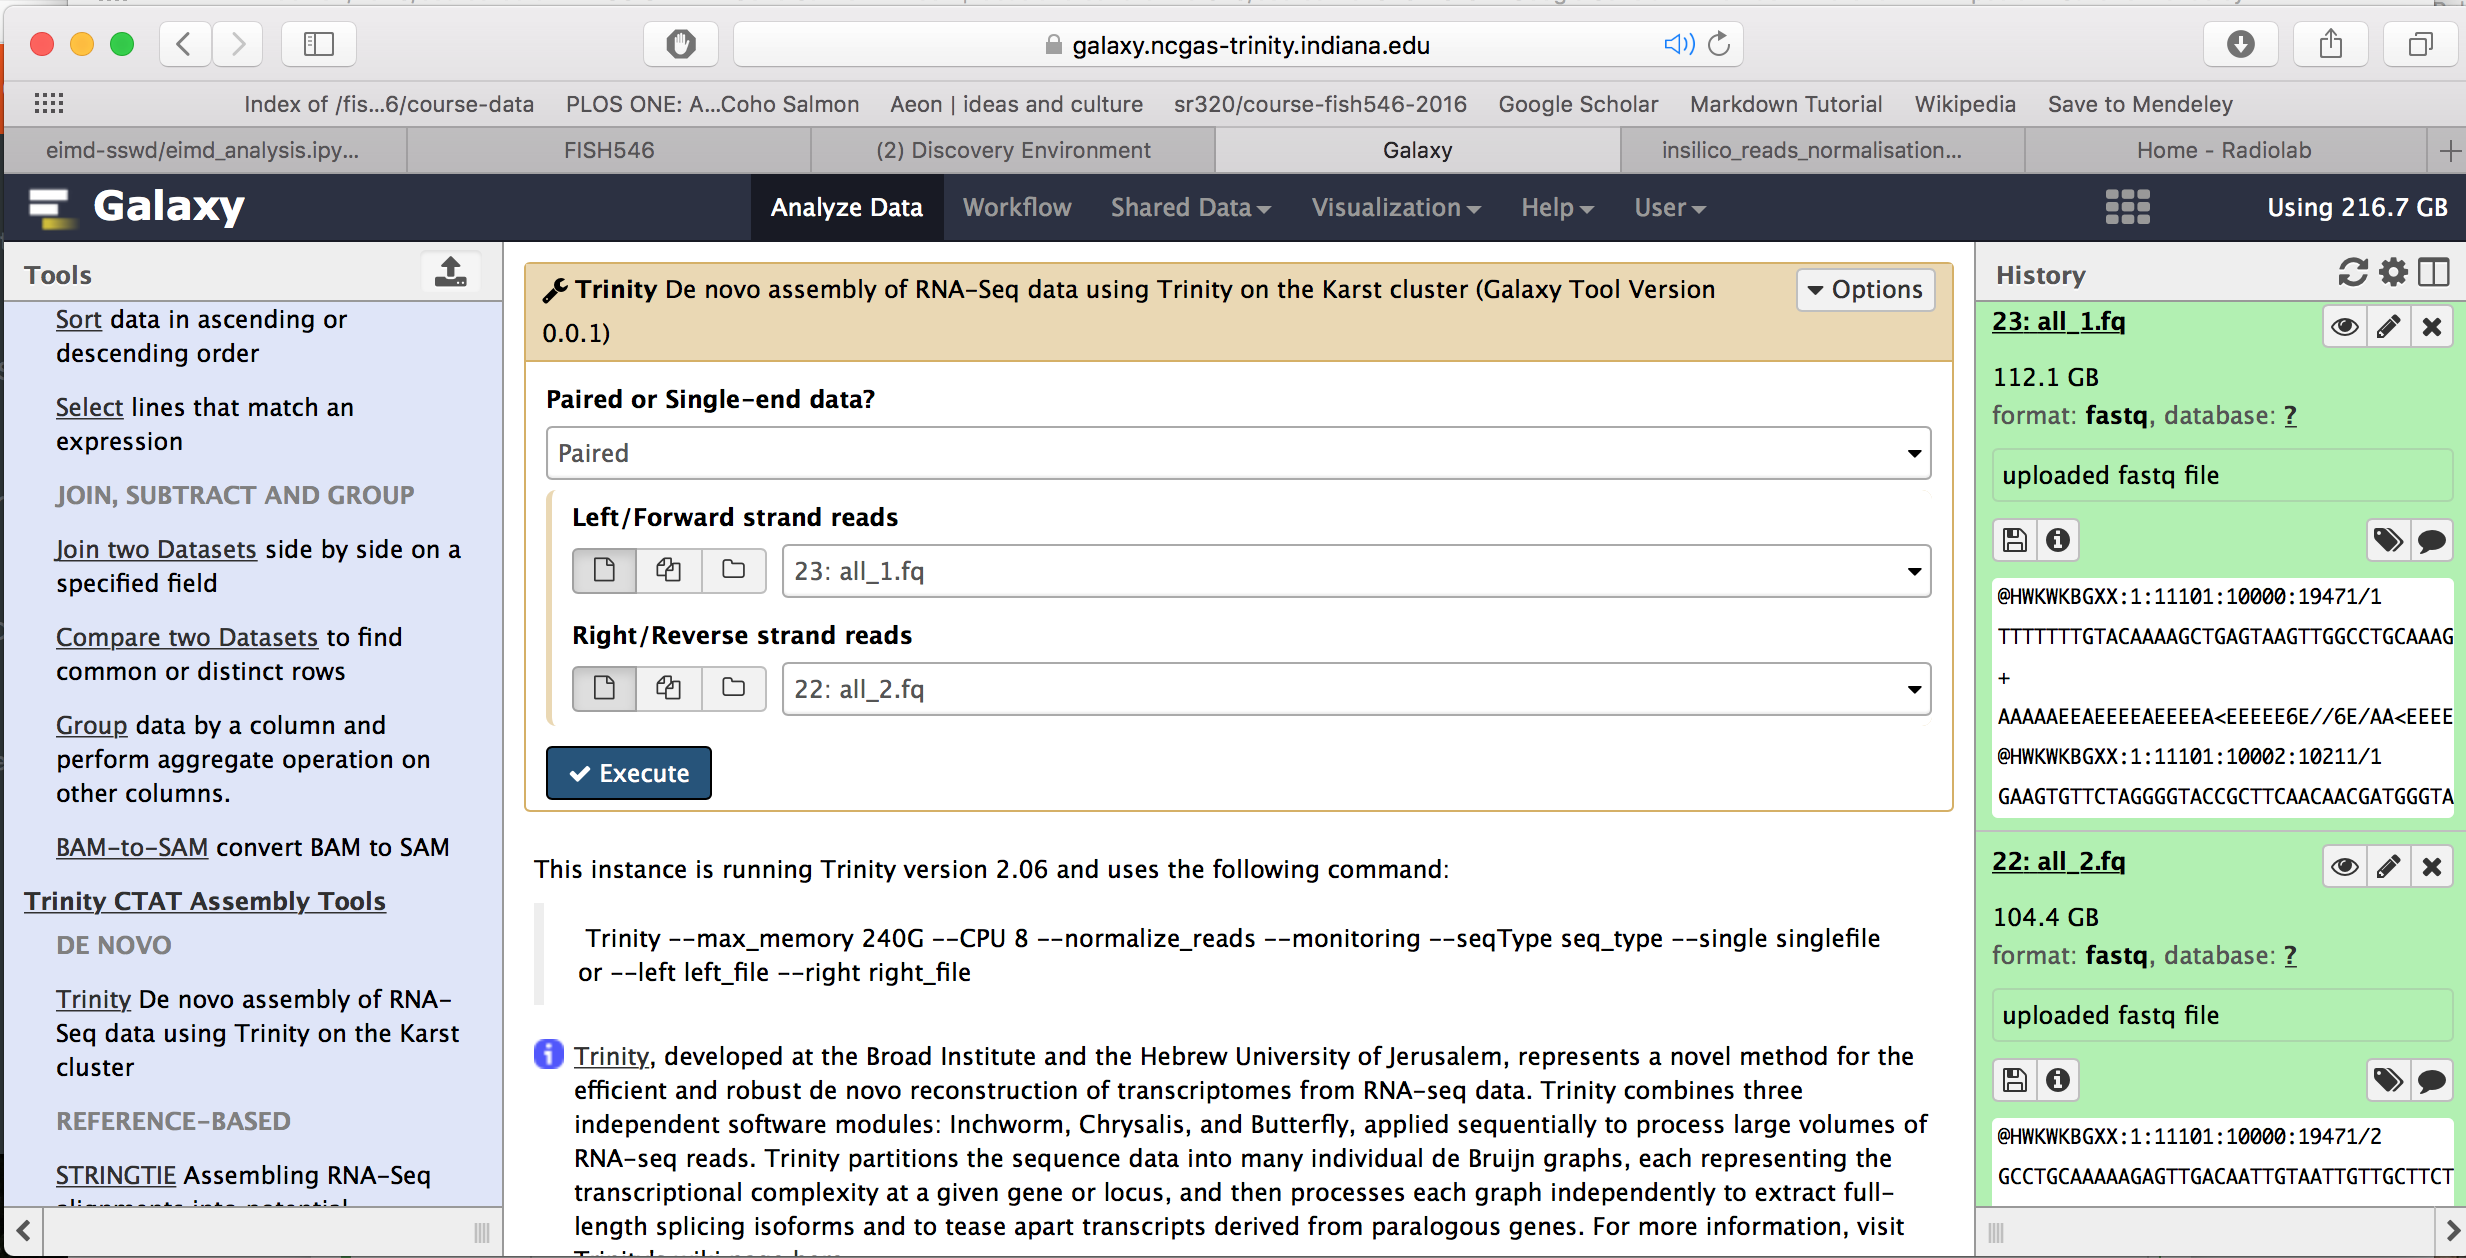 galaxy.ncgas-trinity.indiana.edu
Index of /fis...6/course-data PLOS ONE: A...Coho Salmon Aeon | ideas and culture sr320/course-fish546-2016 Google Scholar Markdown Tutorial Wikipedia Save to Mendeley
eimd-sswd/eimd_analysis.ipy... FISH546 (2) Discovery Environment Galaxy insilico_reads_normalisation... Home - Radiolab
Galaxy Analyze Data Workflow Shared Data Visualization Help User Using 216.7 GB
Tools
Sort data in ascending or
descending order
Select lines that match an
expression
JOIN, SUBTRACT AND GROUP
Join two Datasets side by side on a
specified field
Compare two Datasets to find
common or distinct rows
Group data by a column and
perform aggregate operation on
other columns.
BAM-to-SAM convert BAM to SAM
Trinity CTAT Assembly Tools
DE NOVO
Trinity De novo assembly of RNA-
Seq data using Trinity on the Karst
cluster
REFERENCE-BASED
STRINGTIE Assembling RNA-Seq
alignments into potential
Trinity De novo assembly of RNA-Seq data using Trinity on the Karst cluster (Galaxy Tool Version
0.0.1)
Options
Paired or Single-end data?
Paired
Left/Forward strand reads
23: all_1.fq
Right/Reverse strand reads
22: all_2.fq
Execute
This instance is running Trinity version 2.06 and uses the following command:
Trinity --max_memory 240G --CPU 8 --normalize_reads --monitoring --seqType seq_type --single singlefile
or --left left_file --right right_file
Trinity, developed at the Broad Institute and the Hebrew University of Jerusalem, represents a novel method for the
efficient and robust de novo reconstruction of transcriptomes from RNA-seq data. Trinity combines three
independent software modules: Inchworm, Chrysalis, and Butterfly, applied sequentially to process large volumes of
RNA-seq reads. Trinity partitions the sequence data into many individual de Bruijn graphs, each representing the
transcriptional complexity at a given gene or locus, and then processes each graph independently to extract full-
length splicing isoforms and to tease apart transcripts derived from paralogous genes. For more information, visit
Trinity's wiki page here
History
23: all_1.fq
112.1 GB
format: fastq, database: ?
uploaded fastq file
@HWKWKBGXX:1:11101:10000:19471/1
TTTTTTTGTACAAAAGCTGAGTAAGTTGGCCTGCAAAG
+
AAAAAEEAEEEEAEEEEA<EEEEE6E//6E/AA<EEEE
@HWKWKBGXX:1:11101:10002:10211/1
GAAGTGTTCTAGGGGTACCGCTTCAACAACGATGGGTA
22: all_2.fq
104.4 GB
format: fastq, database: ?
uploaded fastq file
@HWKWKBGXX:1:11101:10000:19471/2
GCCTGCAAAAAGAGTTGACAATTGTAATTGTTGCTTCT